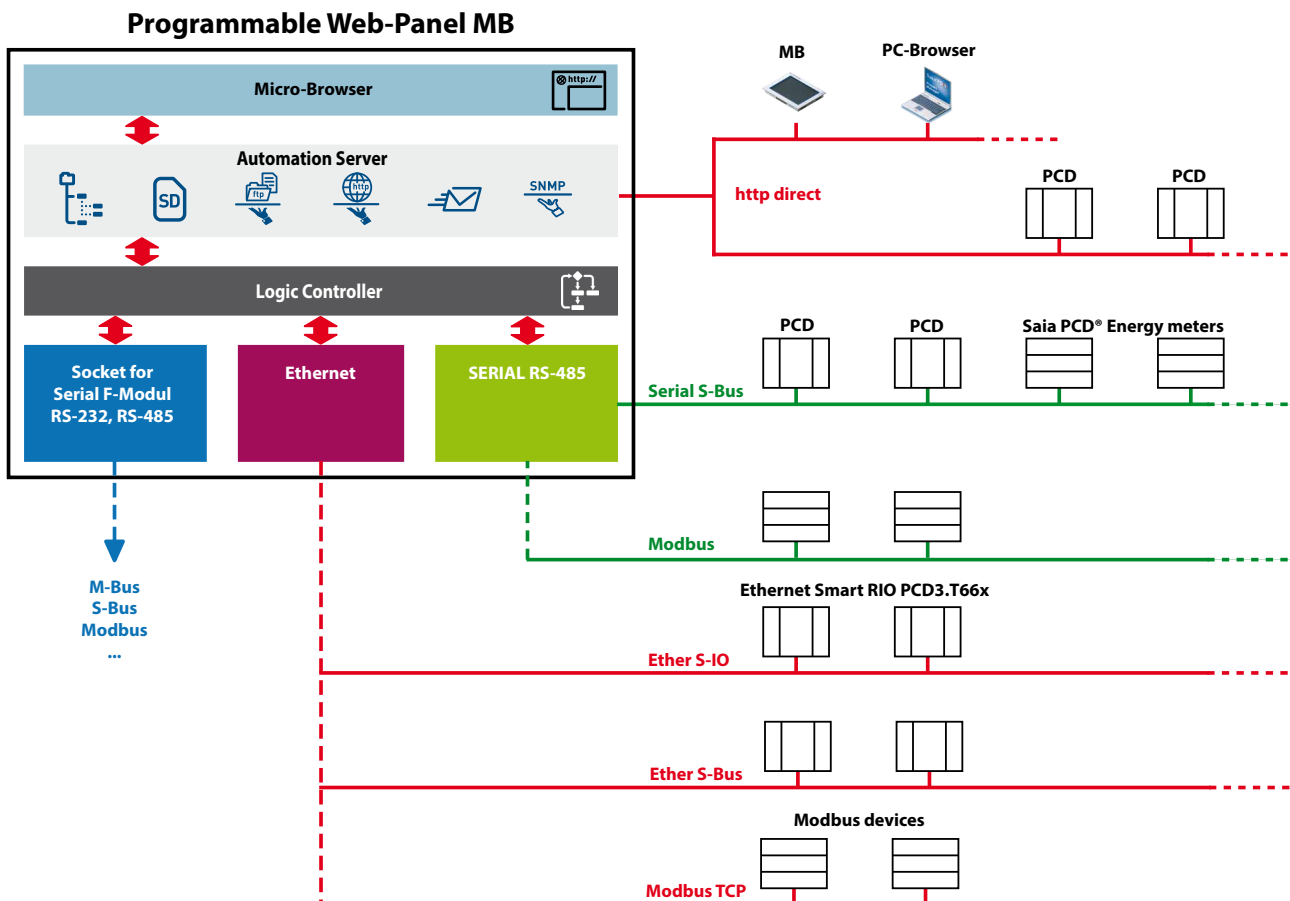 Programmable Web-Panel MB
Micro-Browser
http://
Automation Server
SD
ftp
http
SNMP
Logic Controller
Socket for
Serial F-Modul
RS-232, RS-485
Ethernet
SERIAL RS-485
M-Bus
S-Bus
Modbus
...
MB
PC-Browser
http direct
PCD
PCD
PCD
PCD
Saia PCD® Energy meters
Serial S-Bus
Modbus
Ethernet Smart RIO PCD3.T66x
Ether S-IO
Ether S-Bus
Modbus devices
Modbus TCP